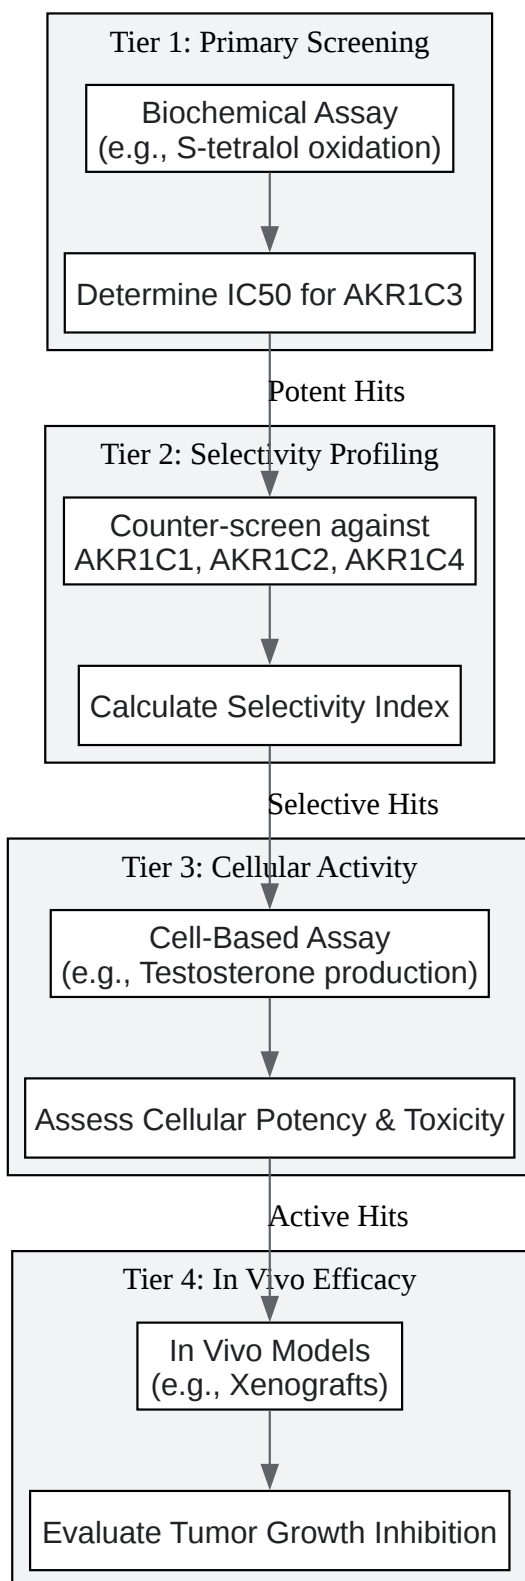 Tier 1: Primary Screening
Biochemical Assay
(e.g., S-tetralol oxidation)
Determine IC50 for AKR1C3
Potent Hits
Tier 2: Selectivity Profiling
Counter-screen against
AKR1C1, AKR1C2, AKR1C4
Calculate Selectivity Index
Selective Hits
Tier 3: Cellular Activity
Cell-Based Assay
(e.g., Testosterone production)
Assess Cellular Potency & Toxicity
Active Hits
Tier 4: In Vivo Efficacy
In Vivo Models
(e.g., Xenografts)
Evaluate Tumor Growth Inhibition